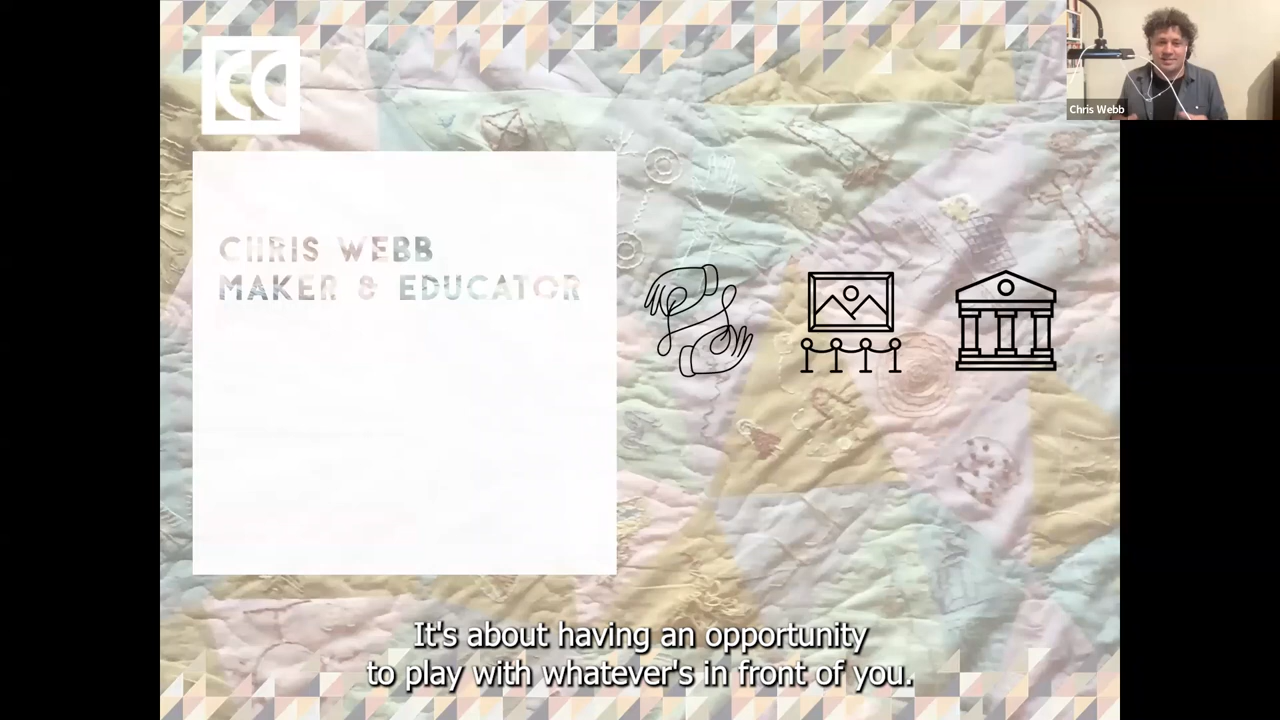 CC
Chris Webb
CHRIS WEBB
MAKER & EDUCATOR
It's about having an opportunity
to play with whatever's in front of you.